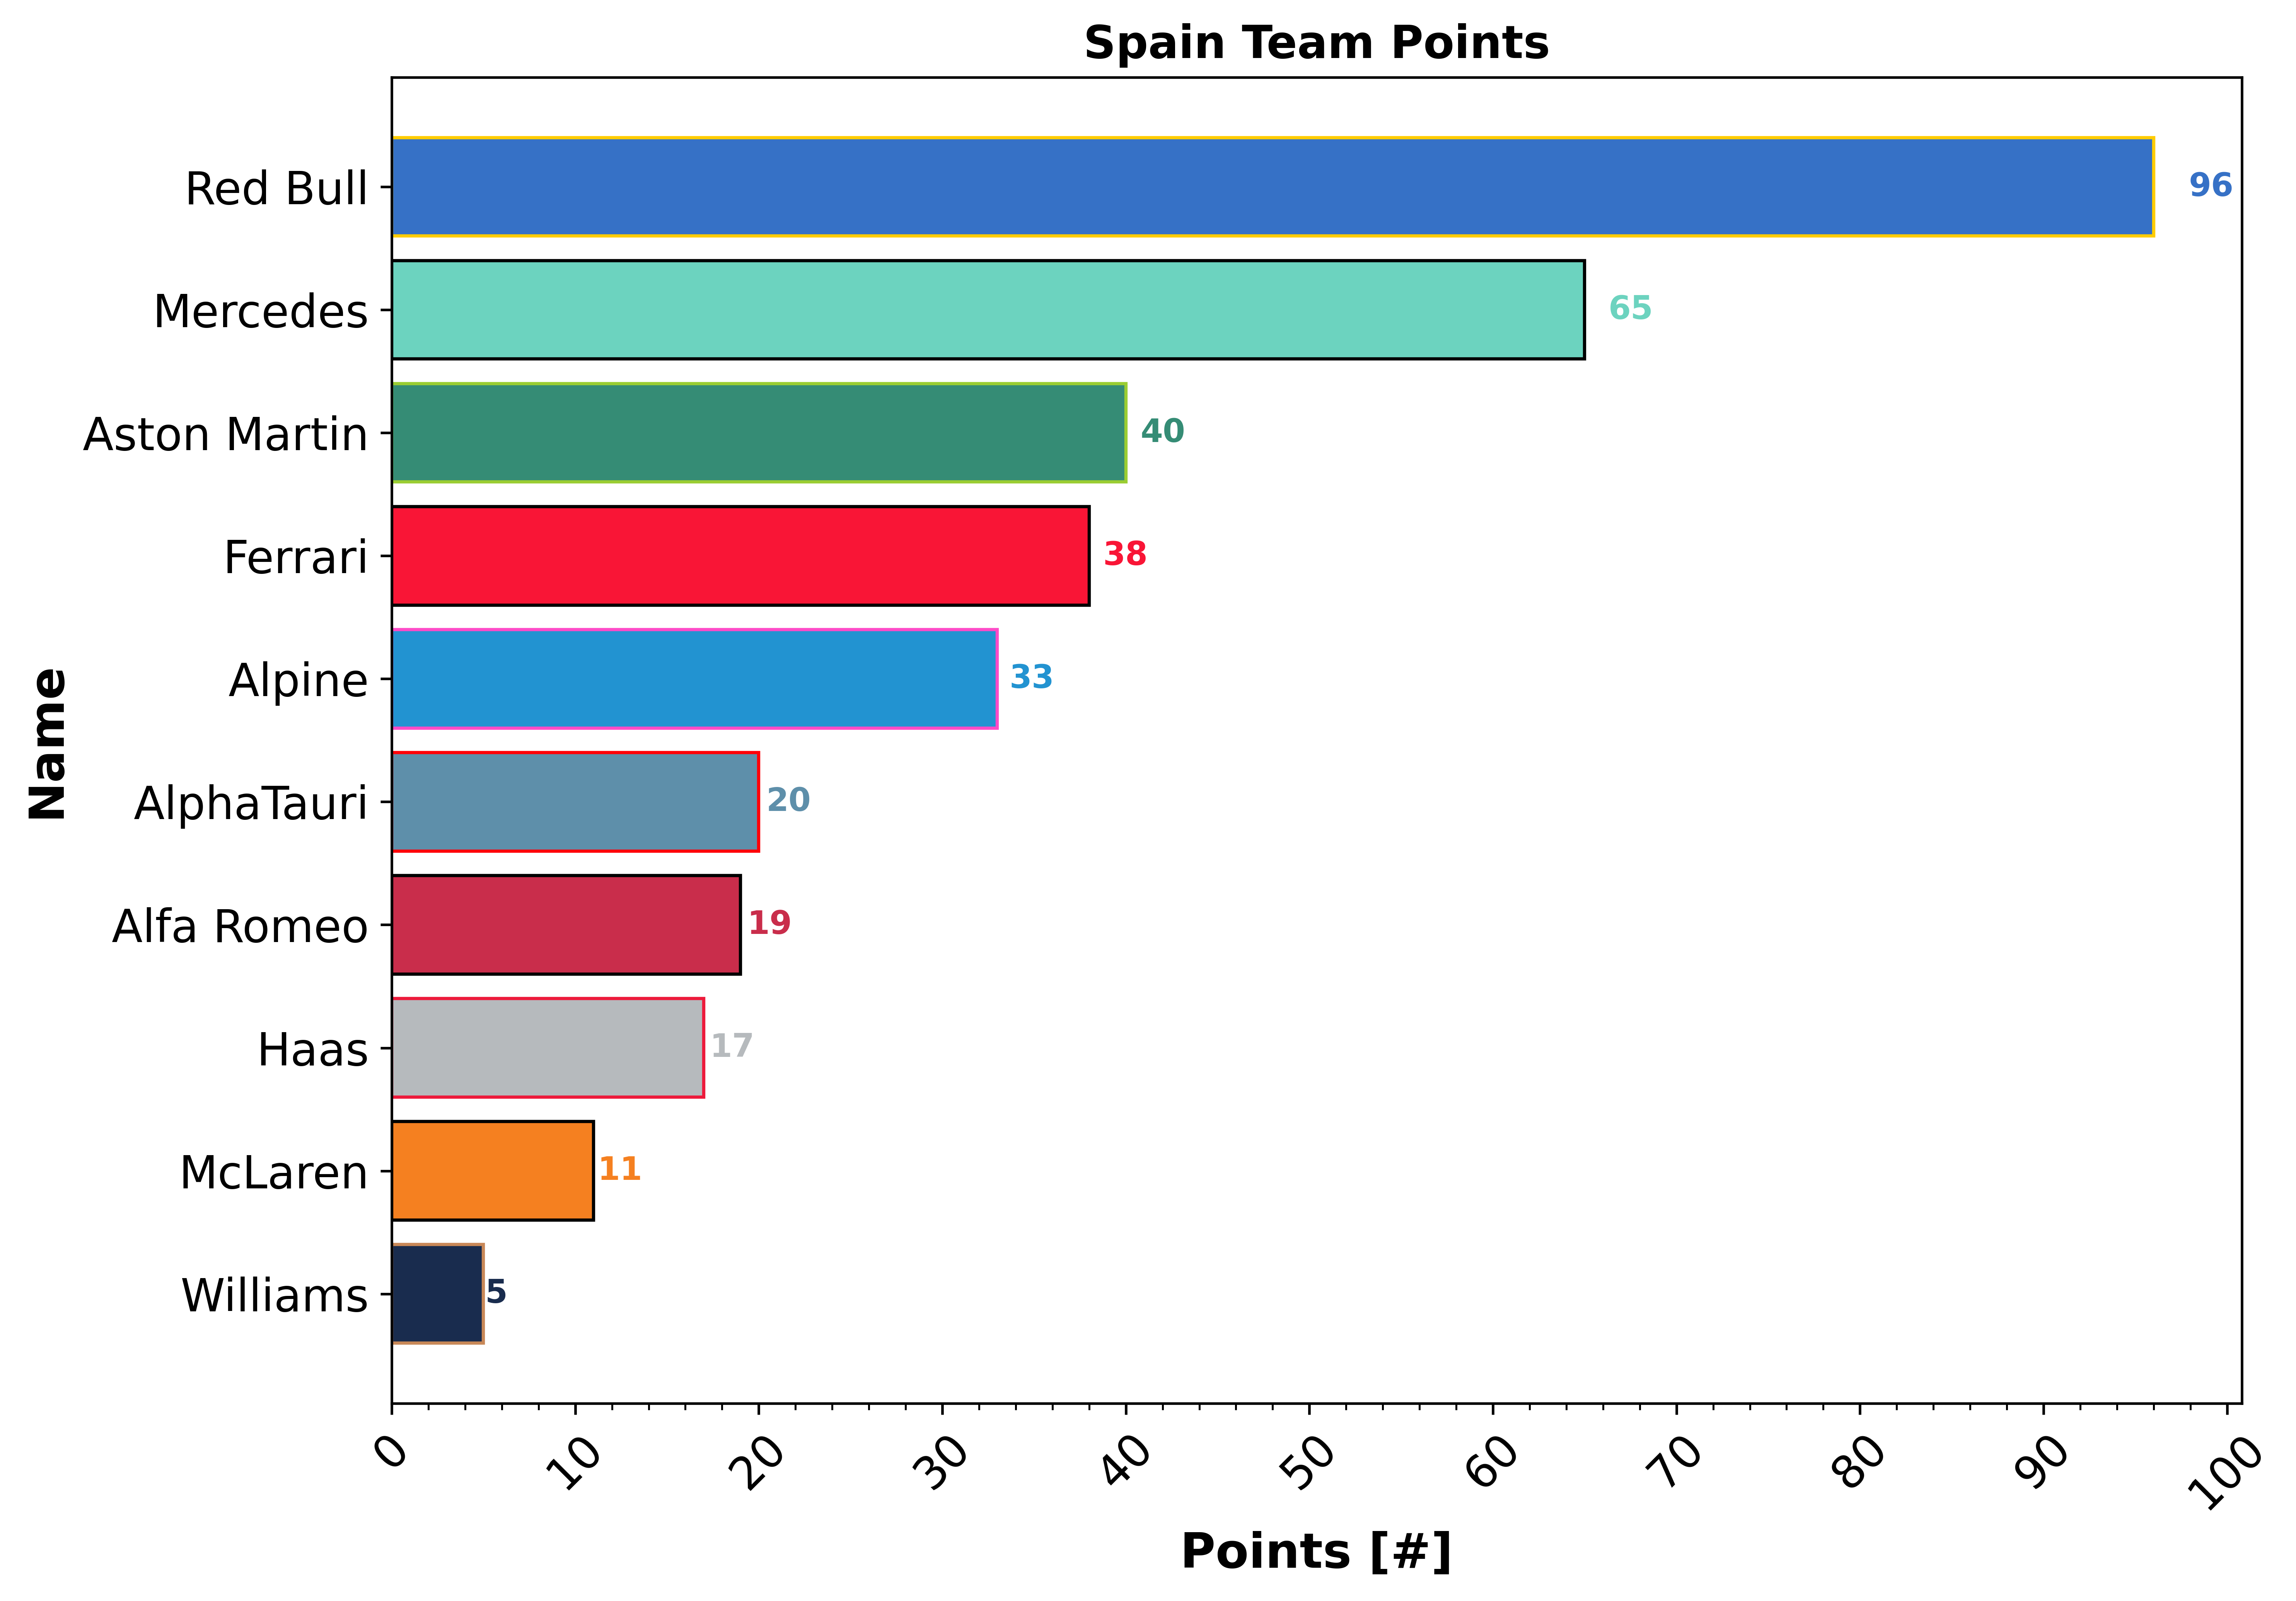 Spain Team Points
Red Bull
96
Mercedes
65
Aston Martin
40
Ferrari
38
Alpine
33
AlphaTauri
20
Alfa Romeo
19
Haas
17
McLaren
11
Williams
5
Name
0 10 20 30 40 50 60 70 80 90 100
Points [#]